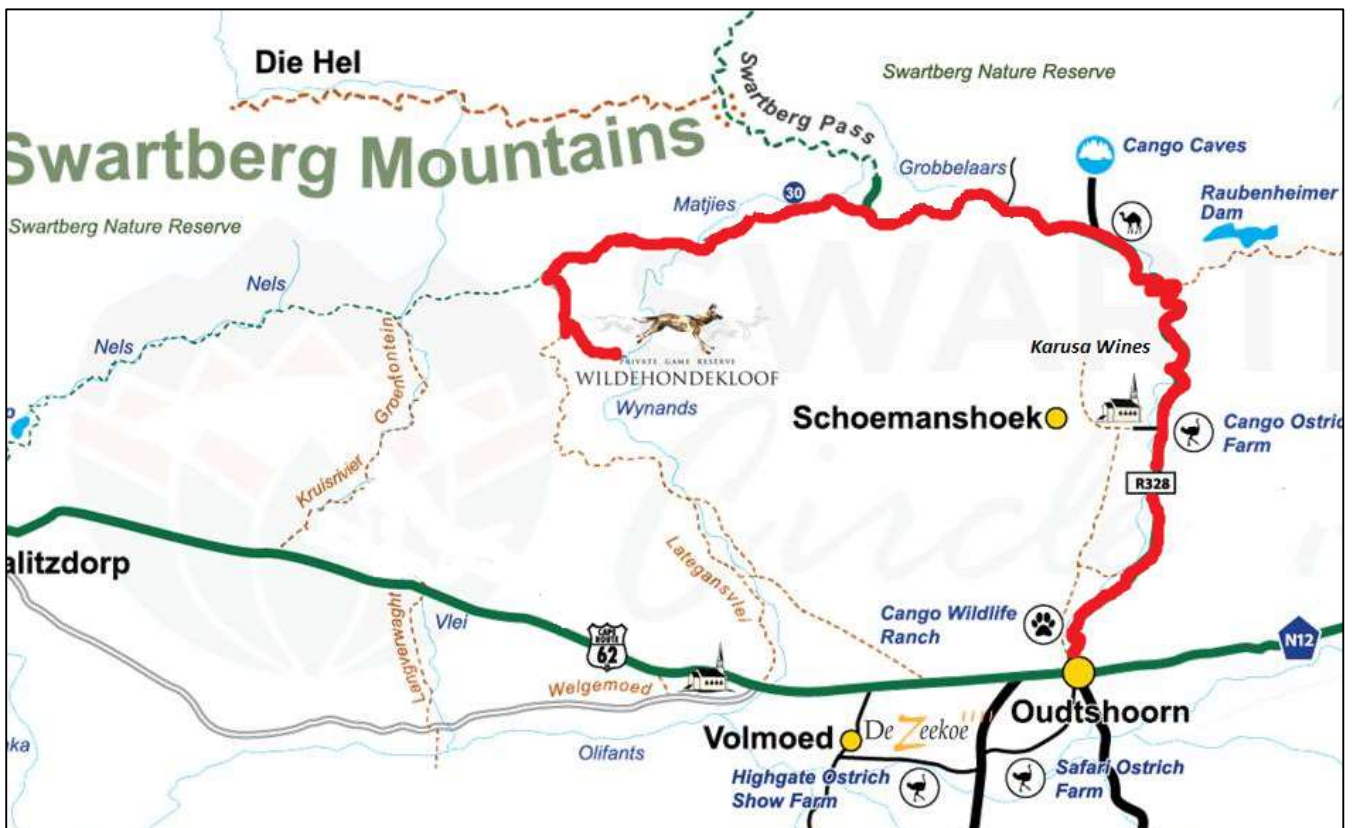 Die Hel
Swartberg Mountains
Swartberg Pass
Swartberg Nature Reserve
Cango Caves
Grobbelaars
30
Matjies
Raubenheimer
Dam
Swartberg Nature Reserve
Nels
Nels
PRIVATE GAME RESERVE
WILDEHONDEKLOOF
Wynands
Karusa Wines
Groenfontein
Schoemanshoek
Cango Ostric
Farm
R328
Kruisrivier
alitzdorp
Lategansvlei
Langverwaght
Vlei
Cango Wildlife
Ranch
CAPE ROUTE
62
N12
Welgemoed
Oudtshoorn
Volmoed
De Zeekoe
Olifants
ka
Highgate Ostrich
Show Farm
Safari Ostrich
Farm